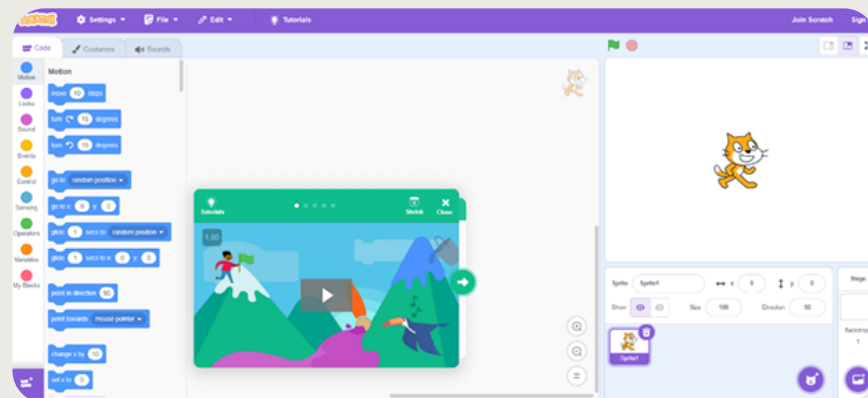 SCRATCH Settings File Edit Tutorials Join Scratch Sign
Code Costumes Sounds
Motion
Looks
Sound
Events
Control
Sensing
Operators
Variables
My Blocks
Motion
move 10 steps
turn 15 degrees
turn 15 degrees
go to random position
go to x: 0 y: 0
glide 1 secs to random position
glide 1 secs to x: 0 y: 0
point in direction 90
point towards mouse-pointer
change x by 10
set x to 0
Tutorials Shrink Close
1:00
Sprite Sprite1 x 0 y 0
Show Size 100 Direction 90
Sprite1
Stage
Backdrop
1